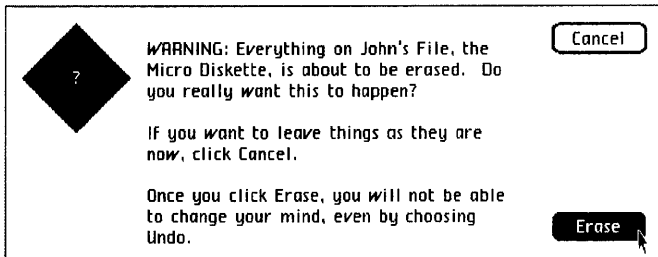 ?
WARNING: Everything on John's File, the
Micro Diskette, is about to be erased. Do
you really want this to happen?
If you want to leave things as they are
now, click Cancel.
Once you click Erase, you will not be able
to change your mind, even by choosing
Undo.
Cancel
Erase